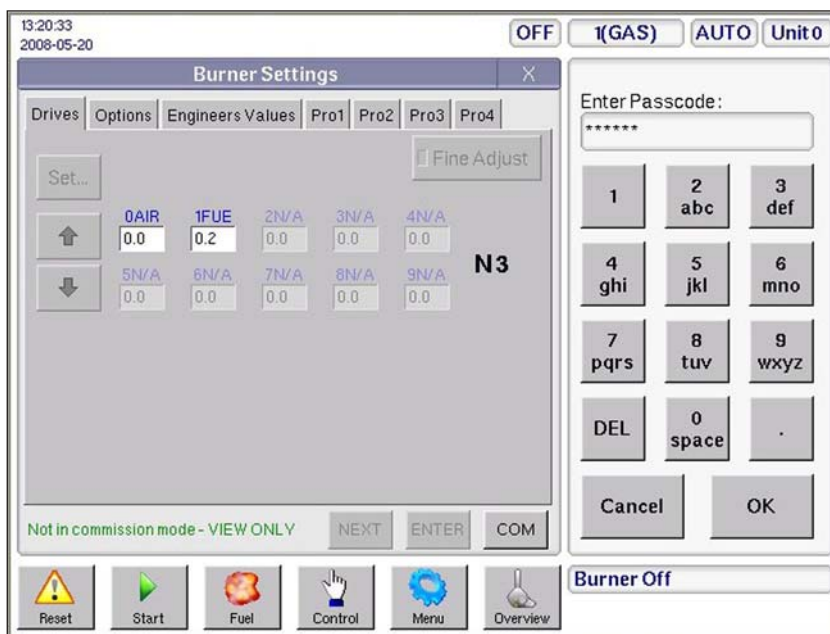 13:20:33
2008-05-20
OFF 1(GAS) AUTO Unit 0
Burner Settings X
Drives Options Engineers Values Pro1 Pro2 Pro3 Pro4
Fine Adjust
Set...
0AIR 1FUE 2N/A 3N/A 4N/A
0.0 0.2 0.0 0.0 0.0
N3
5N/A 6N/A 7N/A 8N/A 9N/A
0.0 0.0 0.0 0.0 0.0
Not in commission mode - VIEW ONLY NEXT ENTER COM
Enter Passcode:
******
1
2
abc
3
def
4
ghi
5
jkl
6
mno
7
pqrs
8
tuv
9
wxyz
DEL
0
space
.
Cancel OK
Reset Start Fuel Control Menu Overview
Burner Off